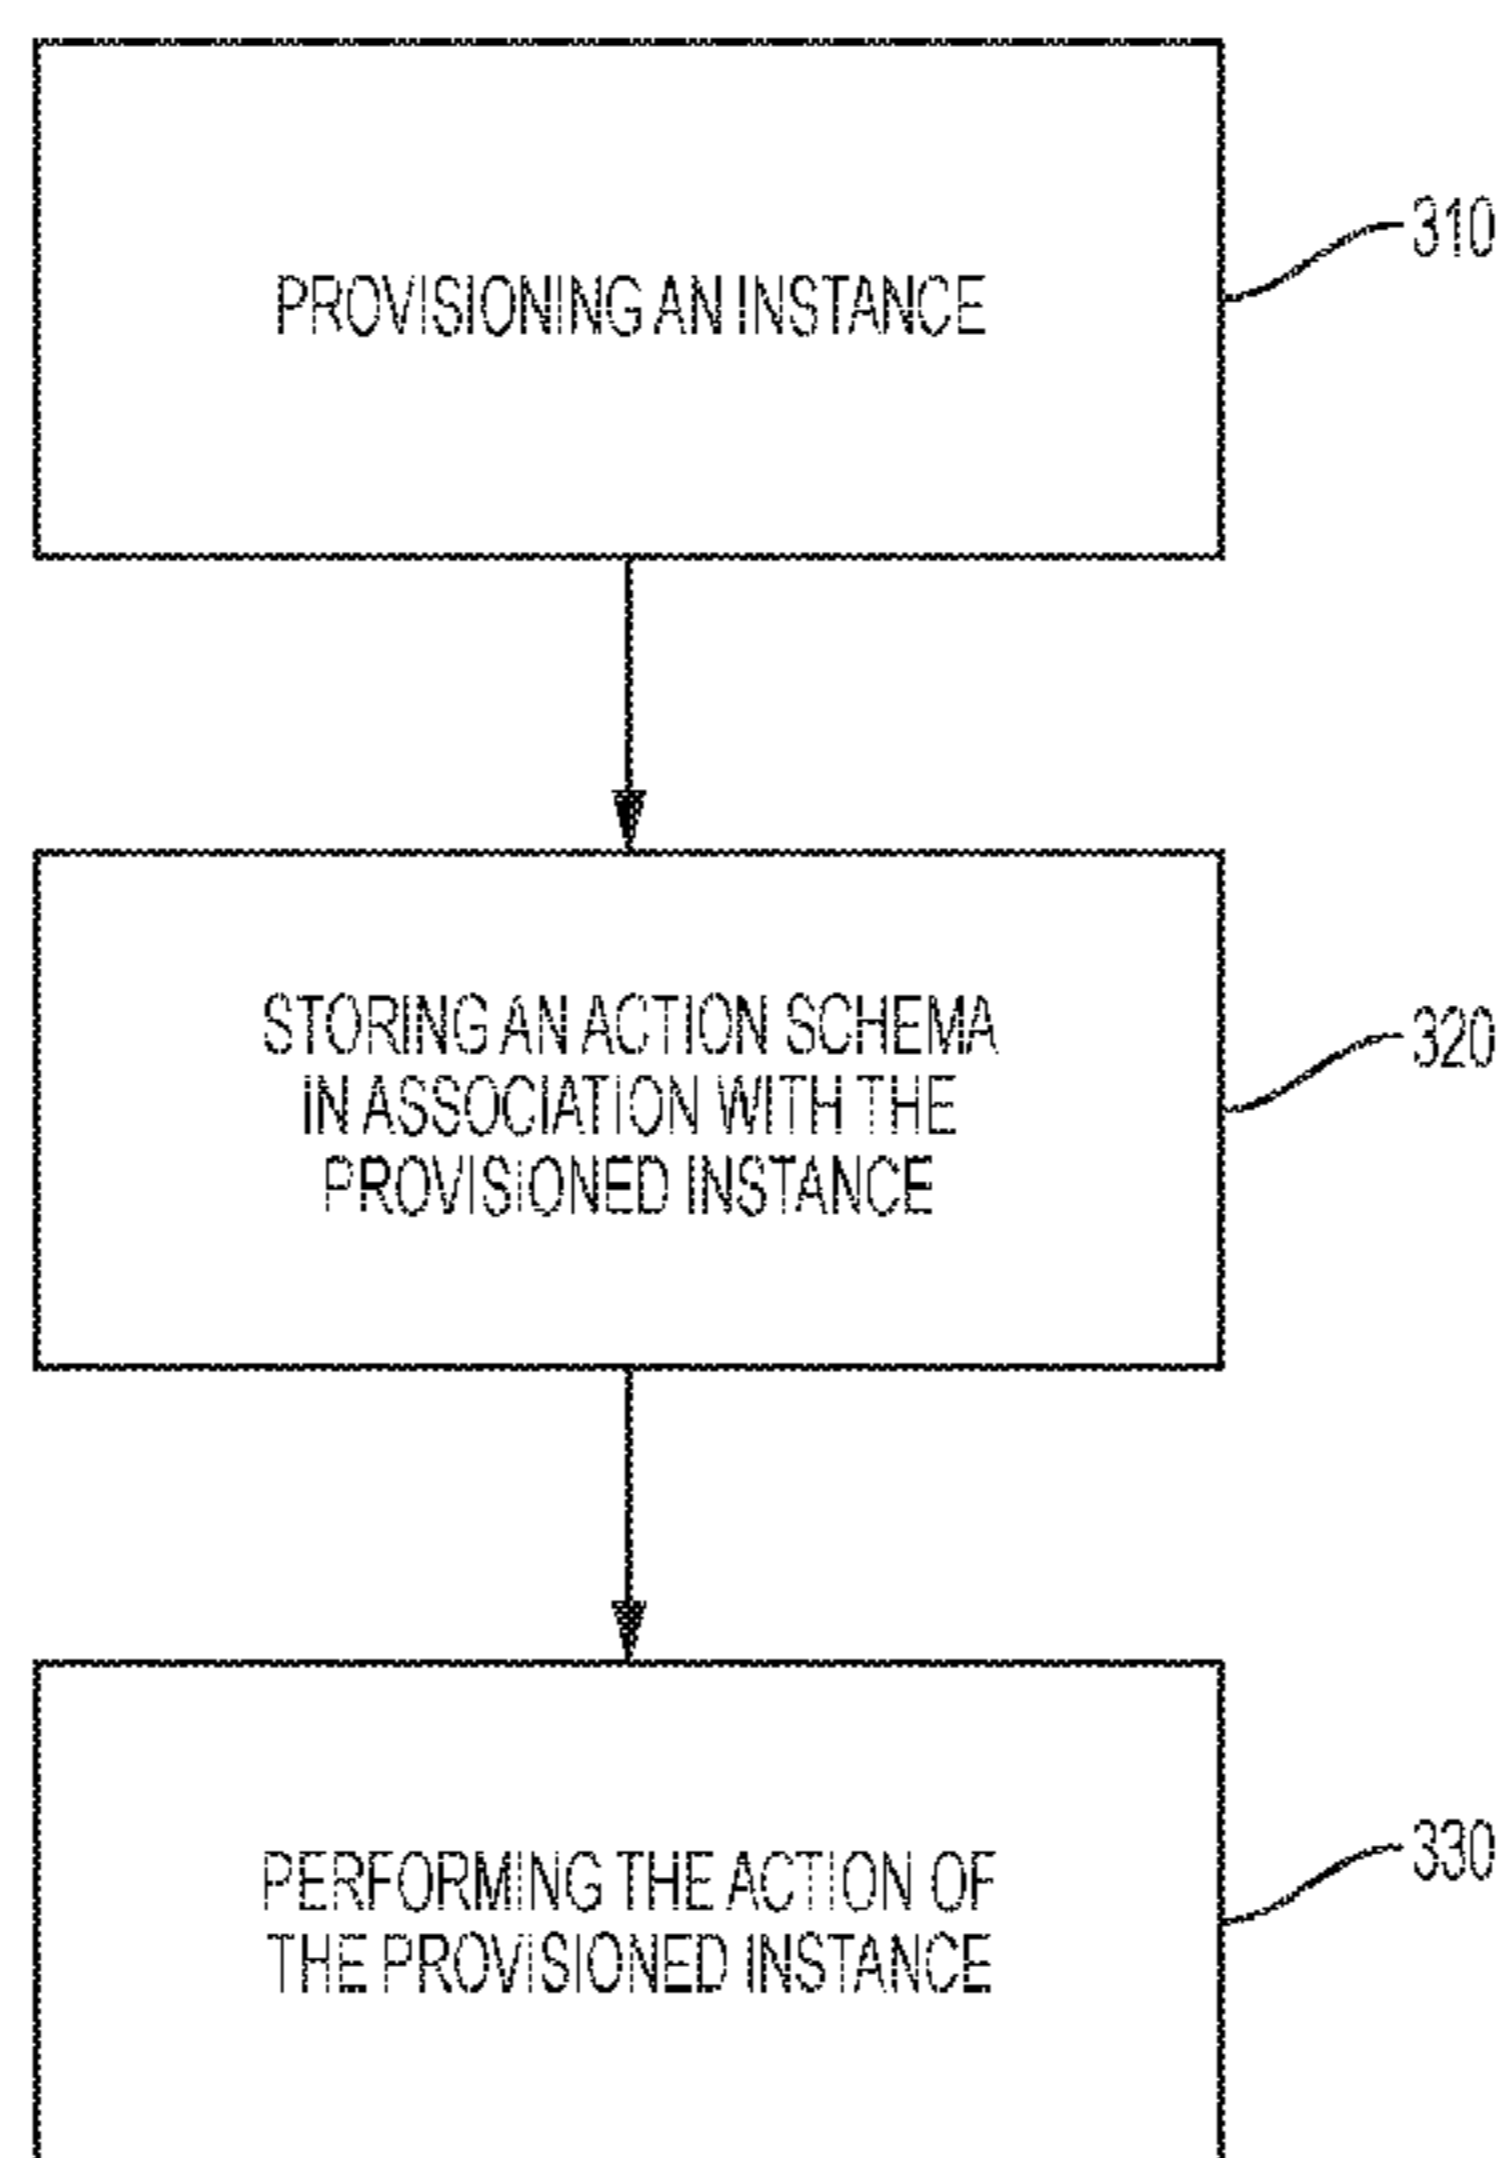 PROVISIONING AN INSTANCE
310
STORING AN ACTION SCHEMA
IN ASSOCIATION WITH THE
PROVISIONED INSTANCE
320
PERFORMING THE ACTION OF
THE PROVISIONED INSTANCE
330